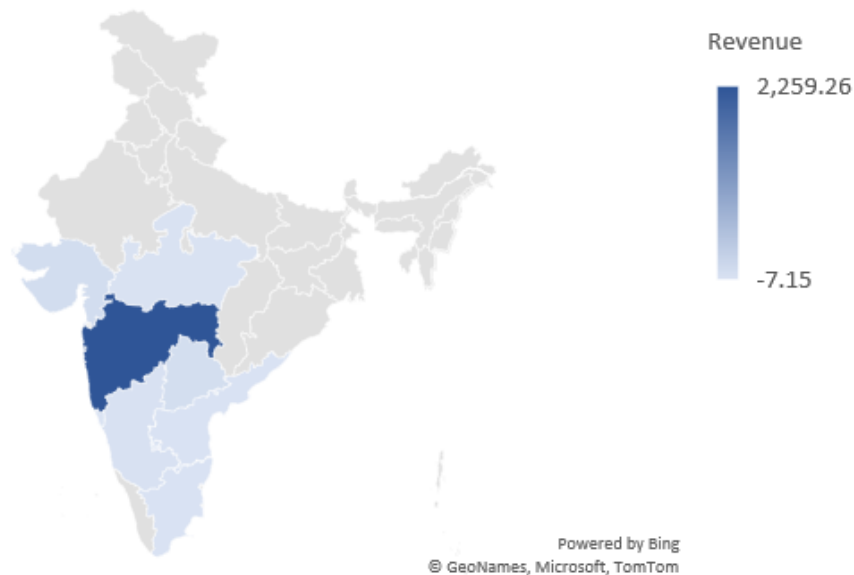 Revenue
2,259.26
-7.15
Powered by Bing
© GeoNames, Microsoft, TomTom